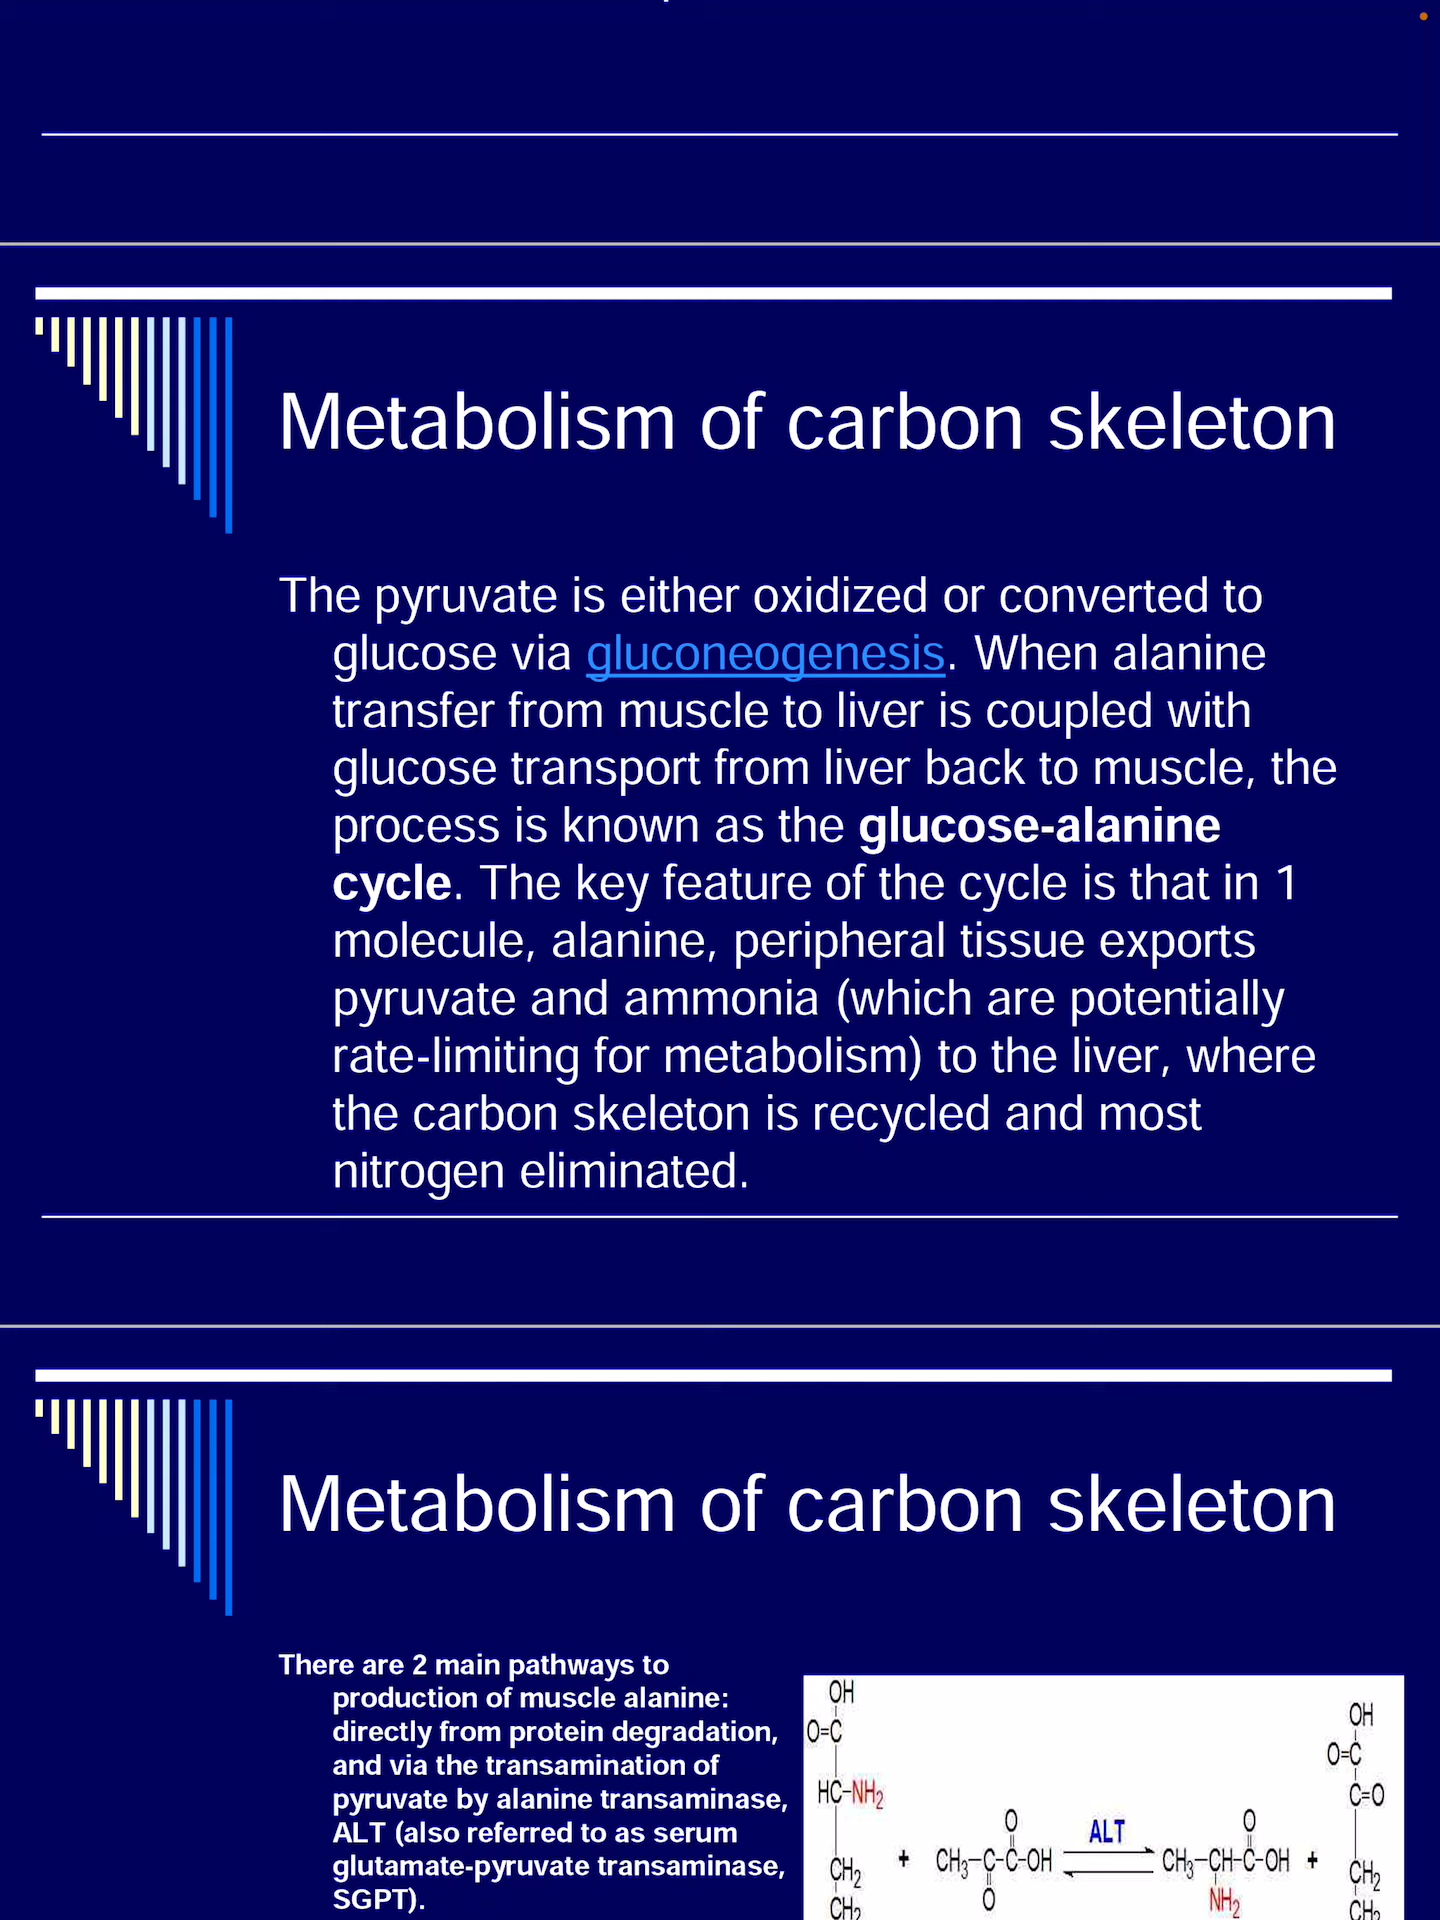 Metabolism of carbon skeleton
The pyruvate is either oxidized or converted to
glucose via gluconeogenesis. When alanine
transfer from muscle to liver is coupled with
glucose transport from liver back to muscle, the
process is known as the glucose-alanine
cycle. The key feature of the cycle is that in 1
molecule, alanine, peripheral tissue exports
pyruvate and ammonia (which are potentially
rate-limiting for metabolism) to the liver, where
the carbon skeleton is recycled and most
nitrogen eliminated.
Metabolism of carbon skeleton
There are 2 main pathways to
production of muscle alanine:
directly from protein degradation,
and via the transamination of
pyruvate by alanine transaminase,
ALT (also referred to as serum
glutamate-pyruvate transaminase,
SGPT).
OH
O=C
HC-NH2
CH2
CH2
+
O
CH3-C-C-OH
O
ALT
O
CH3-CH-C-OH
NH2
+
OH
O=C
C=O
CH2
CH2